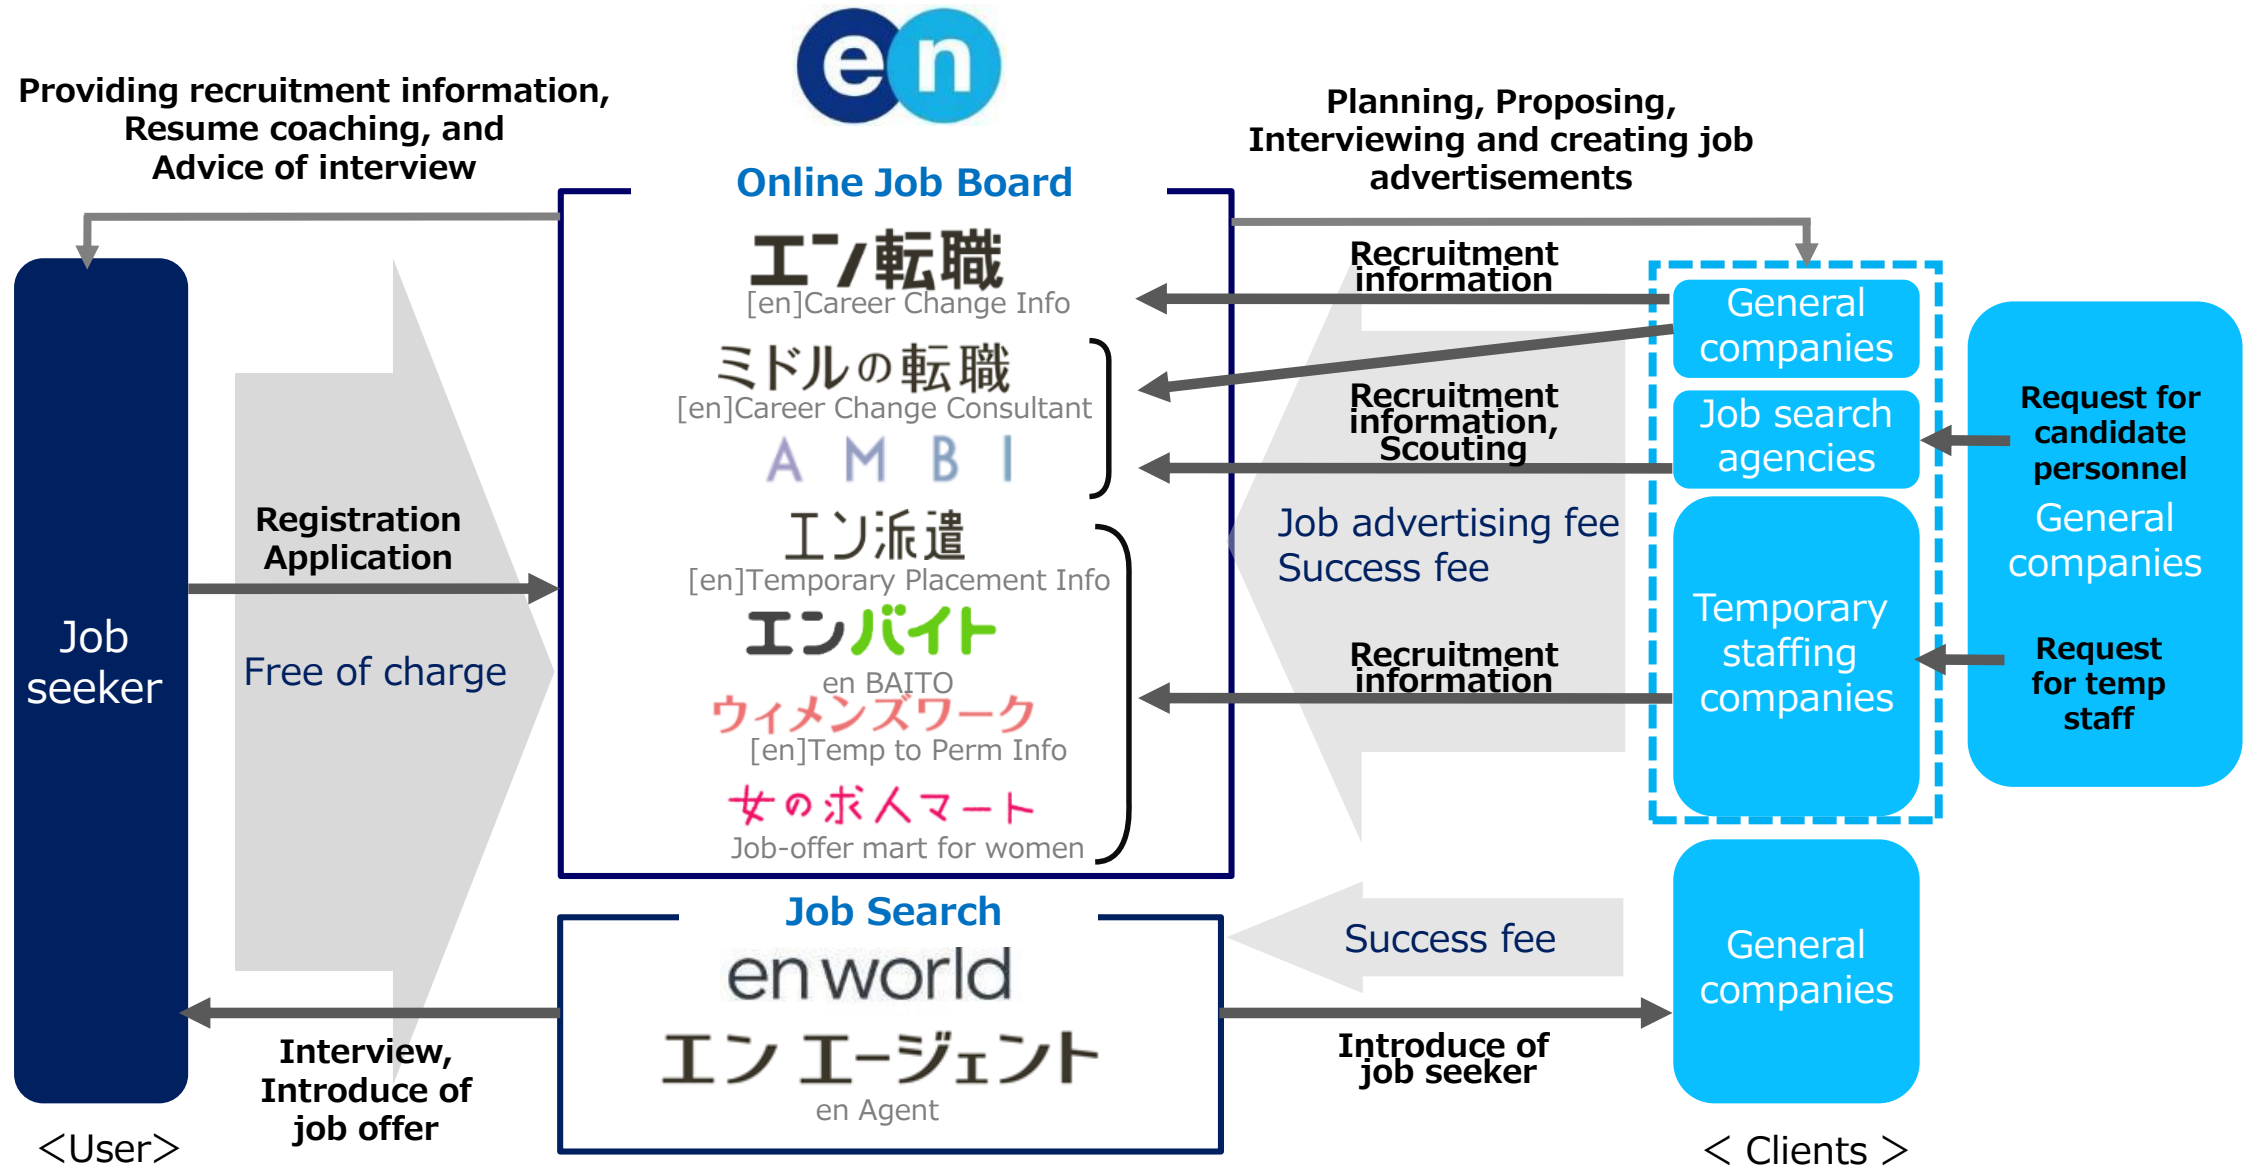 en
Providing recruitment information,
Resume coaching, and
Advice of interview
Planning, Proposing,
Interviewing and creating job
advertisements
Online Job Board
エン転職
[en]Career Change Info
ミドルの転職
[en]Career Change Consultant
AMBI
エン派遣
[en]Temporary Placement Info
エンバイト
en BAITO
ウィメンズワーク
[en]Temp to Perm Info
女の求人マート
Job-offer mart for women
Job Search
en world
エン エージェント
en Agent
Job
seeker
<User>
Registration
Application
Free of charge
Interview,
Introduce of
job offer
Recruitment
information
Recruitment
information,
Scouting
Job advertising fee
Success fee
Recruitment
information
Success fee
Introduce of
job seeker
General
companies
Job search
agencies
Temporary
staffing
companies
General
companies
< Clients >
Request for
candidate
personnel
General
companies
Request
for temp
staff